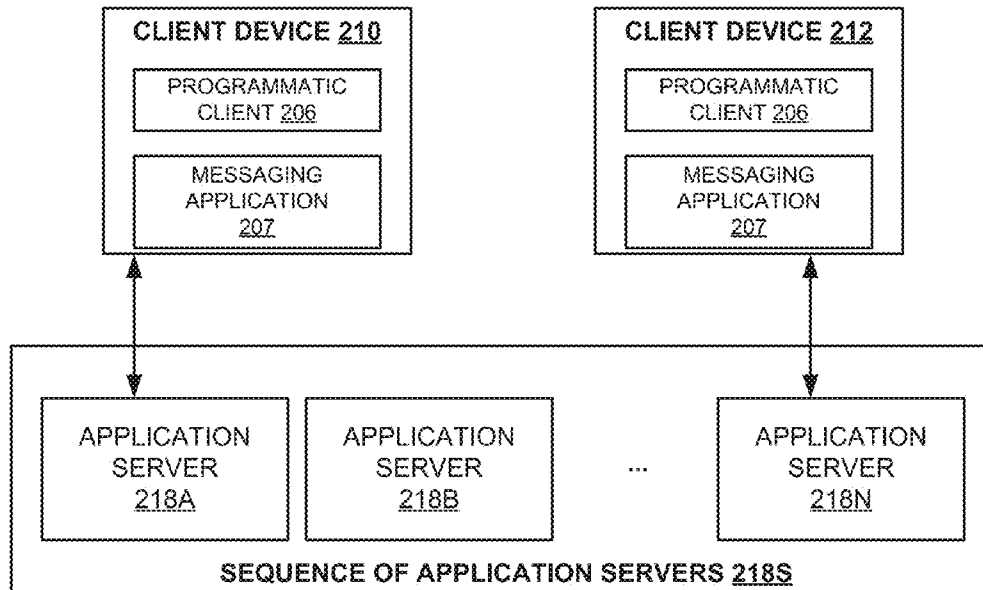 CLIENT DEVICE 210
PROGRAMMATIC
CLIENT 206
MESSAGING
APPLICATION
207
CLIENT DEVICE 212
PROGRAMMATIC
CLIENT 206
MESSAGING
APPLICATION
207
APPLICATION
SERVER
218A
APPLICATION
SERVER
218B
...
APPLICATION
SERVER
218N
SEQUENCE OF APPLICATION SERVERS 218S